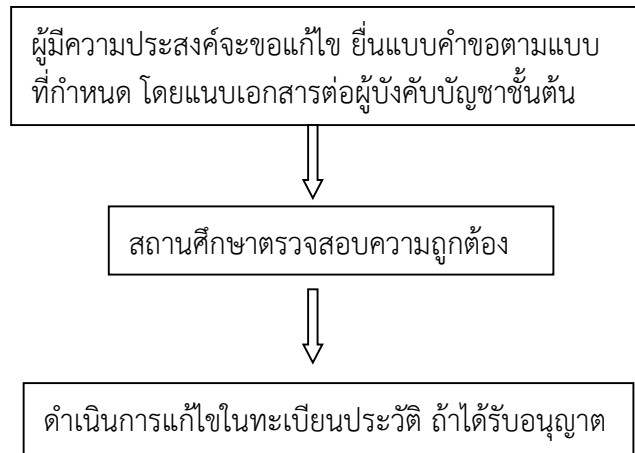 ผู้มีความประสงค์จะขอแก้ไข ยื่นแบบคำขอตามแบบ
ที่กำหนด โดยแนบเอกสารต่อผู้บังคับบัญชาชั้นต้น
สถานศึกษาตรวจสอบความถูกต้อง
ดำเนินการแก้ไขในทะเบียนประวัติ ถ้าได้รับอนุญาต